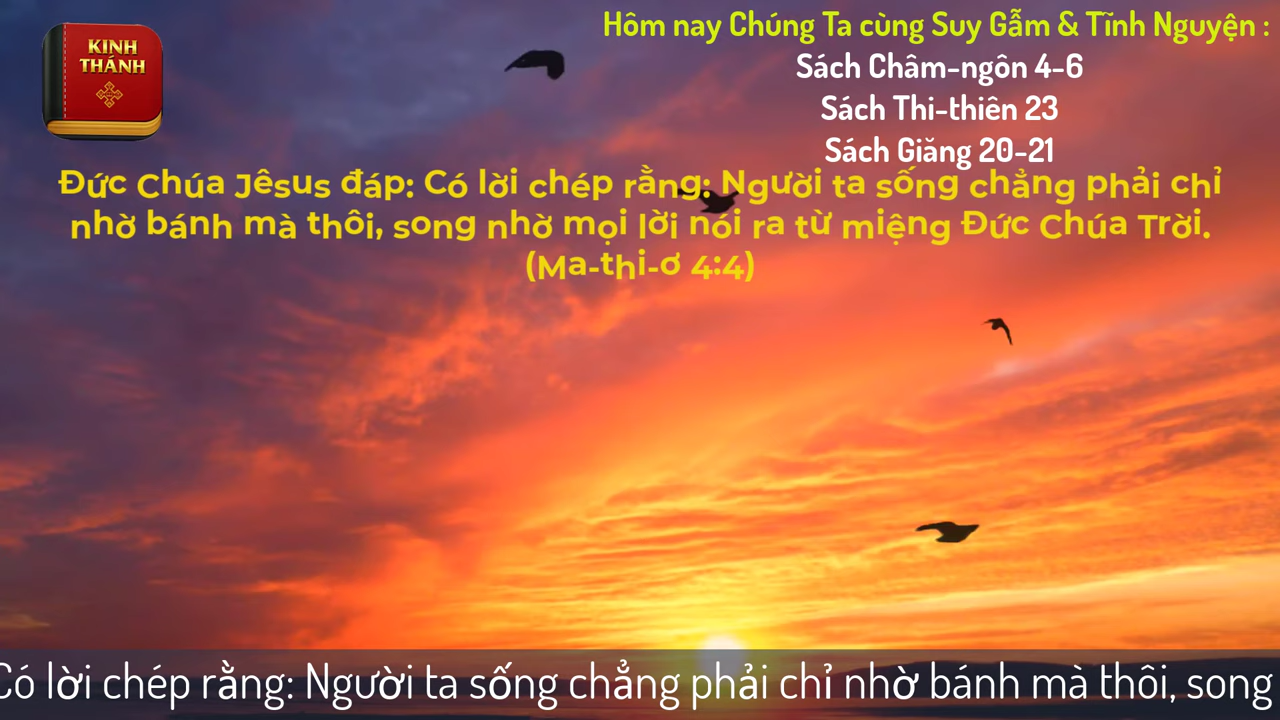 KINH
THÁNH
Hôm nay Chúng Ta cùng Suy Gẫm & Tĩnh Nguyện :
Sách Châm-ngôn 4-6
Sách Thi-thiên 23
Sách Giăng 20-21
Đức Chúa Jêsus đáp: Có lời chép rằng: Người ta sống chẳng phải chỉ
nhờ bánh mà thôi, song nhờ mọi lời nói ra từ miệng Đức Chúa Trời.
(Ma-thi-ơ 4:4)
Có lời chép rằng: Người ta sống chẳng phải chỉ nhờ bánh mà thôi, song